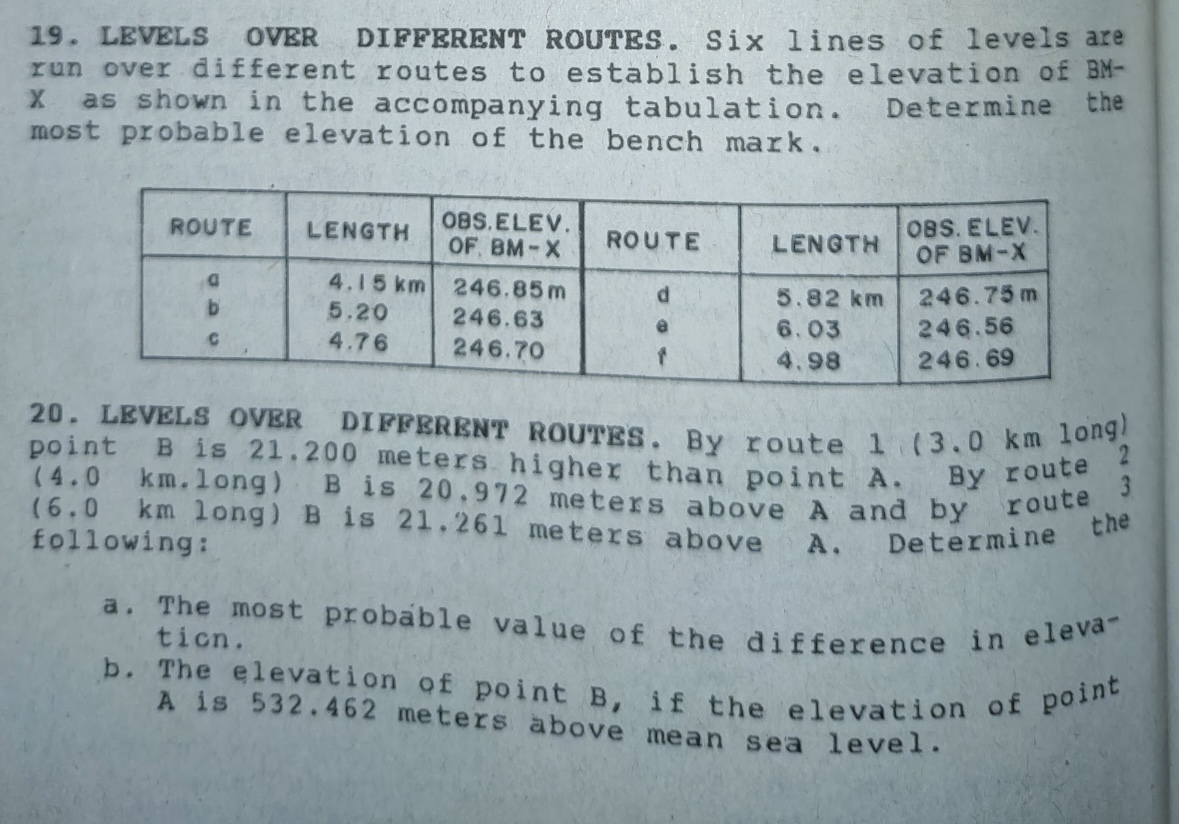 19. LEVELS OVER DIFFERENT ROUTES. Six lines of levels are
run over different routes to establish the elevation of BM-
X as shown in the accompanying tabulation. Determine the
most probable elevation of the bench mark.
ROUTE LENGTH OBS.ELEV. OF BM-X ROUTE LENGTH OBS. ELEV. OF BM-X
a 4.15 km 246.85 m d 5.82 km 246.75 m
b 5.20 246.63 e 6.03 246.56
c 4.76 246.70 f 4.98 246.69
20. LEVELS OVER DIFFERENT ROUTES. By route 1 (3.0 km long)
point B is 21.200 meters higher than point A. By route 2
(4.0 km.long) B is 20.972 meters above A and by route 3
(6.0 km long) B is 21.261 meters above A. Determine the
following:
a. The most probable value of the difference in eleva-
ticn.
b. The elevation of point B, if the elevation of point
A is 532.462 meters above mean sea level.